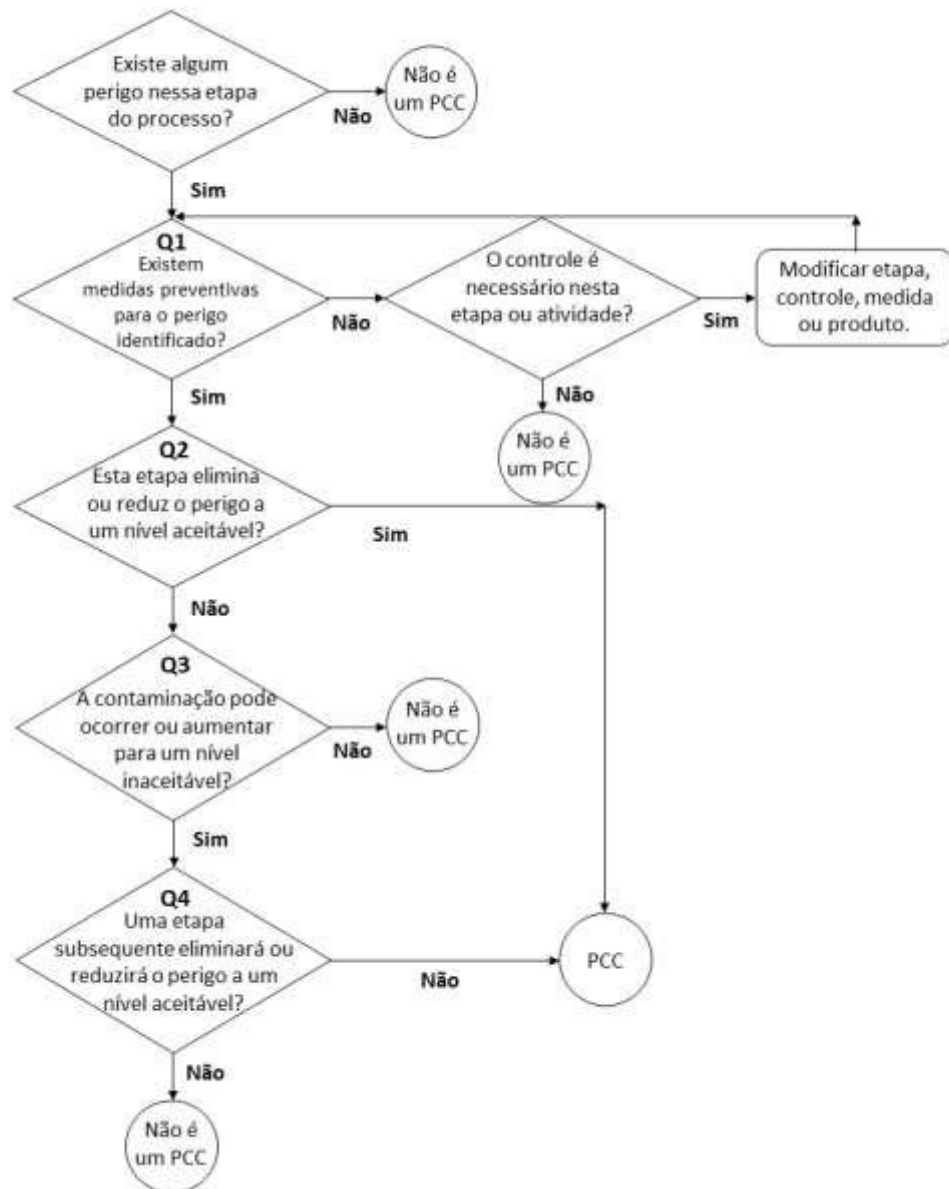 Existe algum
perigo nessa etapa
do processo?
Não
Não é
um PCC
Sim
Q1
Existem
medidas preventivas
para o perigo
identificado?
Não
O controle é
necessário nesta
etapa ou atividade?
Sim
Modificar etapa,
controle, medida
ou produto.
Sim
Não
Não é
um PCC
Q2
Esta etapa elimina
ou reduz o perigo a
um nível aceitável?
Sim
Não
Q3
A contaminação pode
ocorrer ou aumentar
para um nível
inaceitável?
Não
Não é
um PCC
Sim
Q4
Uma etapa
subsequente eliminará ou
reduzirá o perigo a um
nível aceitável?
Não
PCC
Não
Não é
um PCC